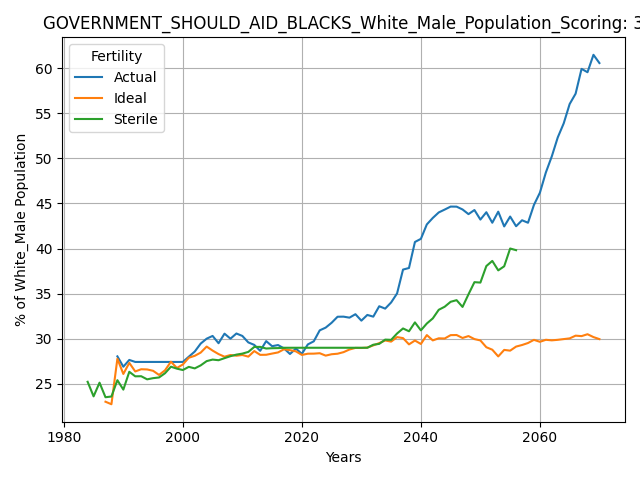 GOVERNMENT_SHOULD_AID_BLACKS_White_Male_Population_Scoring: 3
Fertility
Actual
Ideal
Sterile
% of White_Male Population
60
55
50
45
40
35
30
25
1980
2000
2020
2040
2060
Years